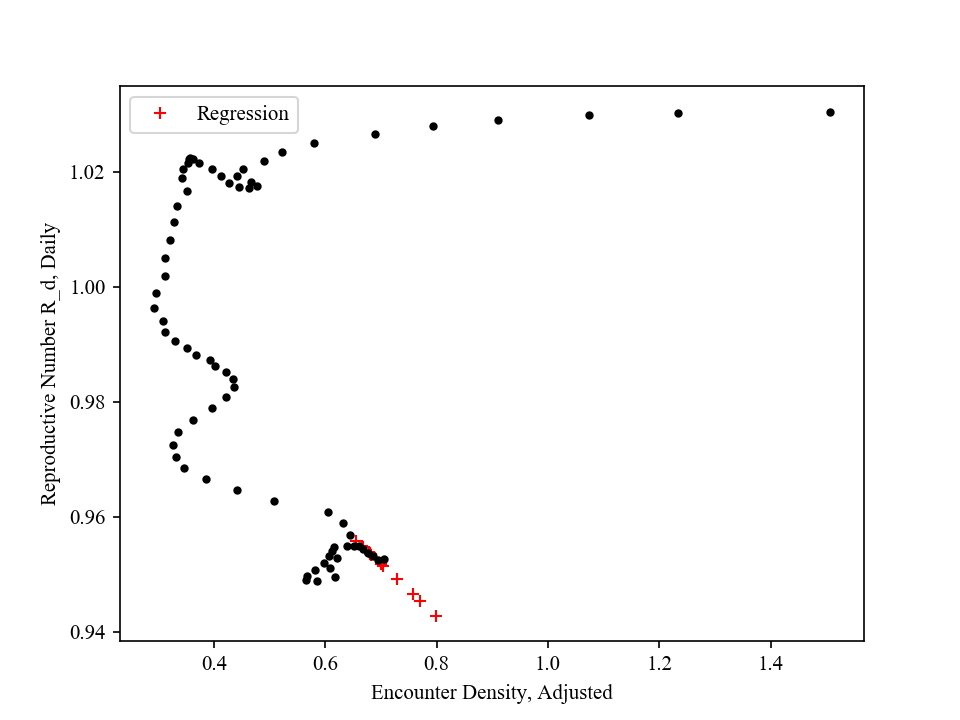 Regression
Reproductive Number R_d, Daily
1.02
1.00
0.98
0.96
0.94
0.4 0.6 0.8 1.0 1.2 1.4
Encounter Density, Adjusted